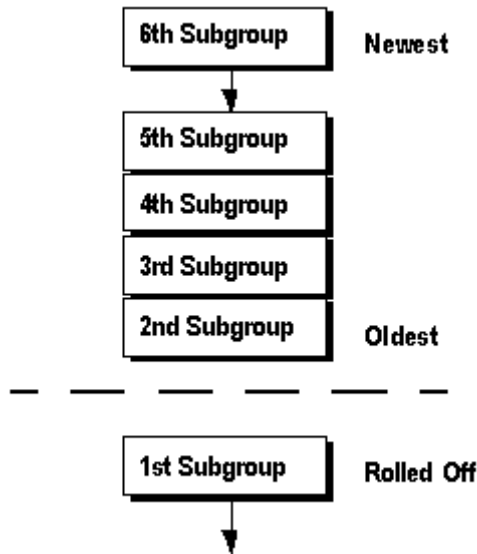 6th Subgroup Newest
5th Subgroup
4th Subgroup
3rd Subgroup
2nd Subgroup Oldest
1st Subgroup Rolled Off